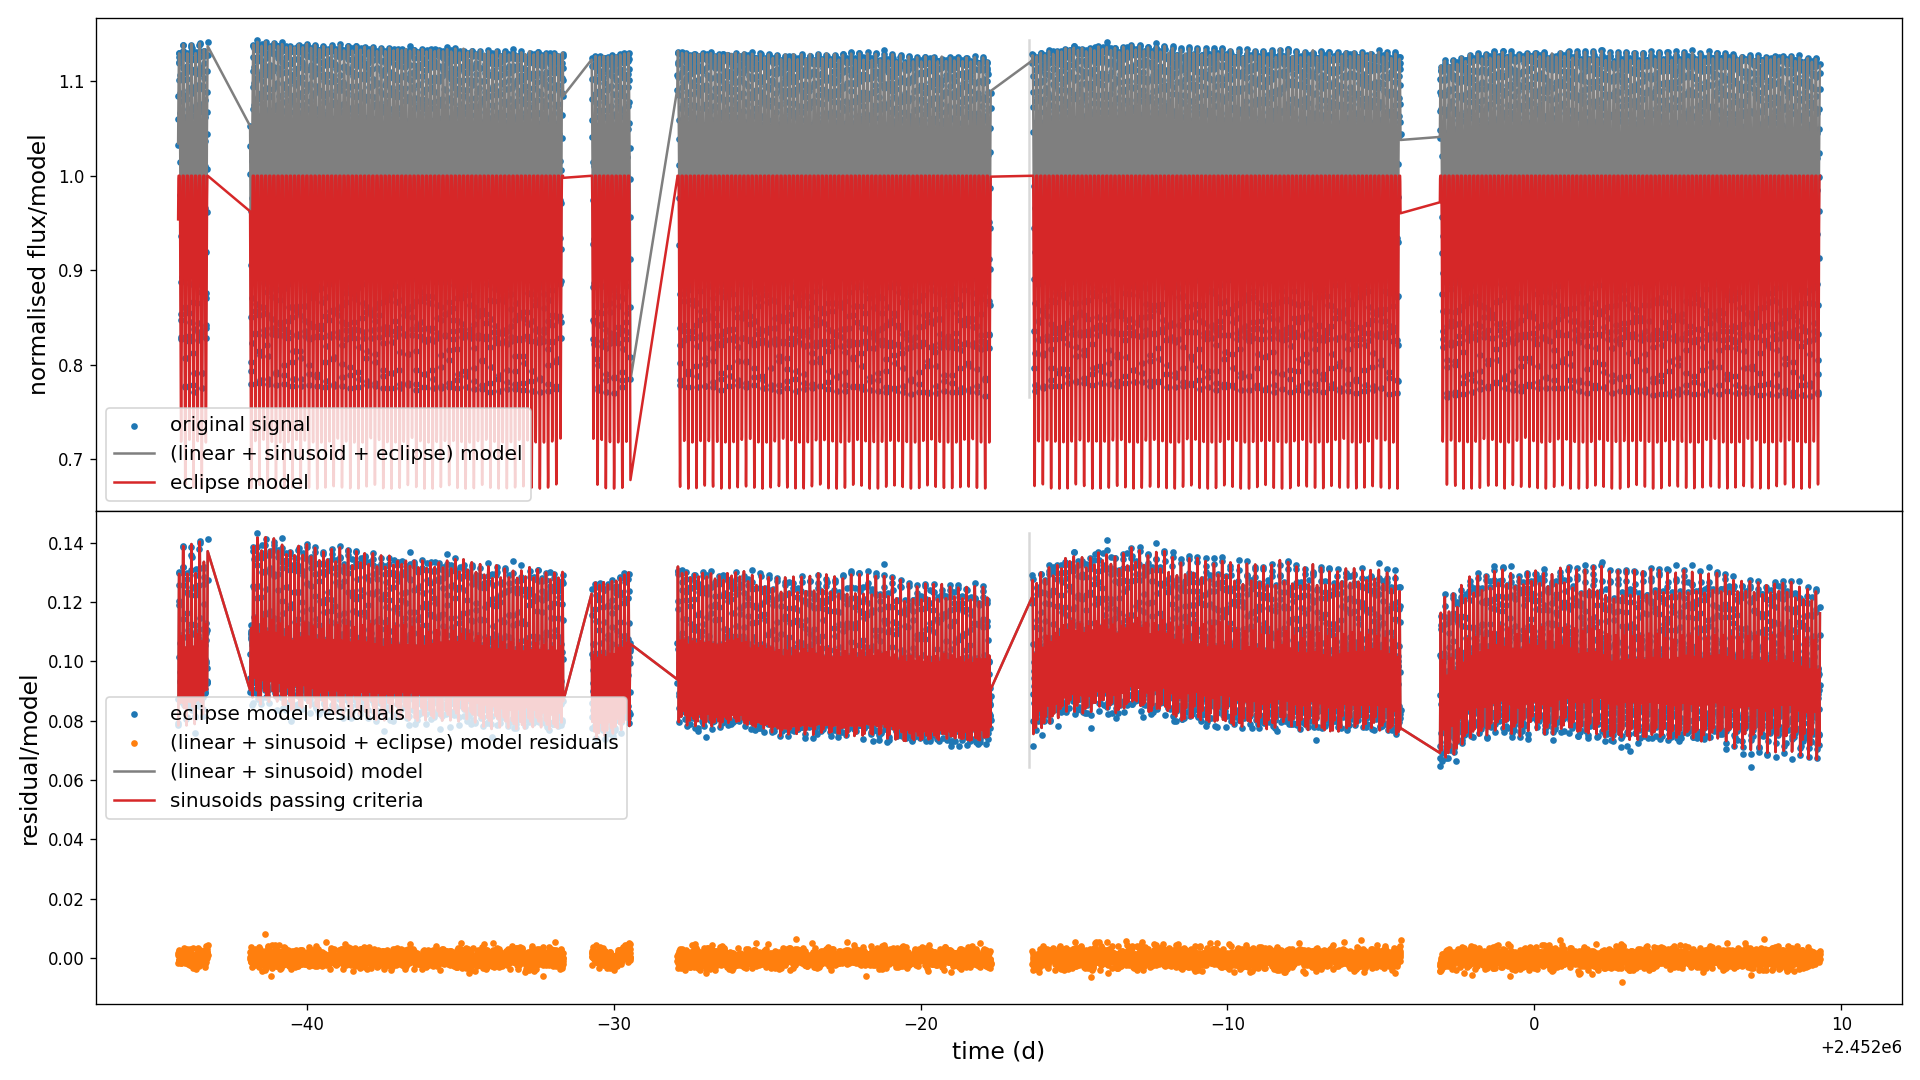 normalised flux/model
1.1
1.0
0.9
0.8
0.7
original signal
(linear + sinusoid + eclipse) model
eclipse model
residual/model
0.14
0.12
0.10
0.08
0.06
0.04
0.02
0.00
eclipse model residuals
(linear + sinusoid + eclipse) model residuals
(linear + sinusoid) model
sinusoids passing criteria
−40
−30
−20
−10
0
10
time (d)
+2.452e6